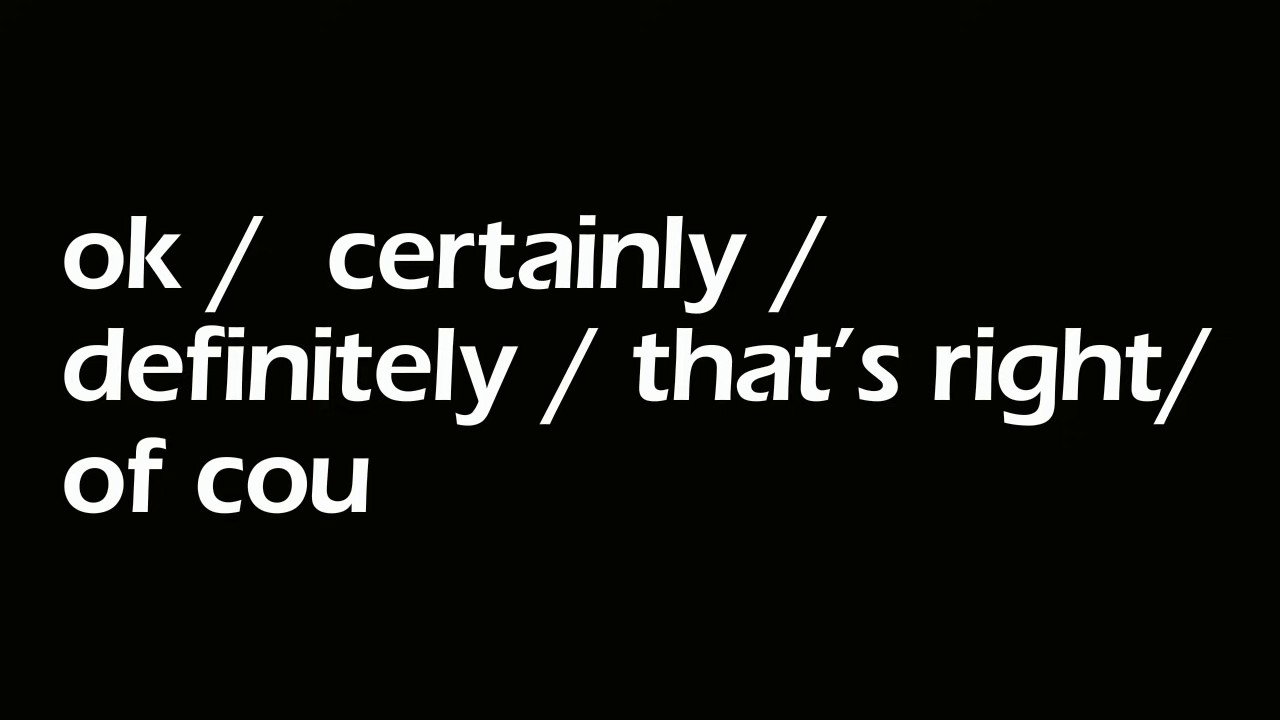 ok /  certainly /
definitely / that's right/
of cou